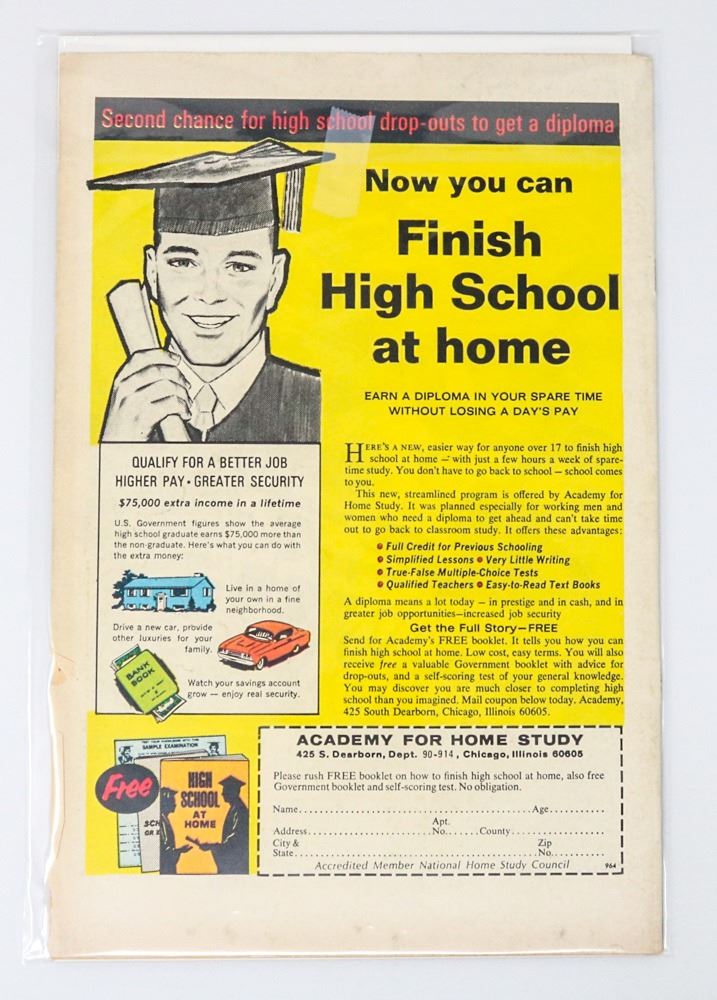 Second chance for high school drop-outs to get a diploma
Now you can
Finish
High School
at home
EARN A DIPLOMA IN YOUR SPARE TIME
WITHOUT LOSING A DAY'S PAY
HERE'S A NEW, easier way for anyone over 17 to finish high
school at home — with just a few hours a week of spare-
time study. You don't have to go back to school — school comes
to you.
This new, streamlined program is offered by Academy for
Home Study. It was planned especially for working men and
women who need a diploma to get ahead and can't take time
out to go back to classroom study. It offers these advantages:
• Full Credit for Previous Schooling
• Simplified Lessons • Very Little Writing
• True-False Multiple-Choice Tests
• Qualified Teachers • Easy-to-Read Text Books
A diploma means a lot today — in prestige and in cash, and in
greater job opportunities—increased job security
Get the Full Story—FREE
Send for Academy's FREE booklet. It tells you how you can
finish high school at home. Low cost, easy terms. You will also
receive free a valuable Government booklet with advice for
drop-outs, and a self-scoring test of your general knowledge.
You may discover you are much closer to completing high
school than you imagined. Mail coupon below today. Academy,
425 South Dearborn, Chicago, Illinois 60605.
QUALIFY FOR A BETTER JOB
HIGHER PAY • GREATER SECURITY
$75,000 extra income in a lifetime
U.S. Government figures show the average
high school graduate earns $75,000 more than
the non-graduate. Here's what you can do with
the extra money:
Live in a home of
your own in a fine
neighborhood.
Drive a new car, provide
other luxuries for your
family.
BANK
BOOK
Watch your savings account
grow — enjoy real security.
SAMPLE EXAMINATION
Free
HIGH
SCHOOL
AT
HOME
ACADEMY FOR HOME STUDY
425 S. Dearborn, Dept. 90-914, Chicago, Illinois 60605
Please rush FREE booklet on how to finish high school at home, also free
Government booklet and self-scoring test. No obligation.
Name.......................................................Age...........
Apt.
Address.............................No.......County......................
City & Zip
State.....................................................No..........
Accredited Member National Home Study Council 964